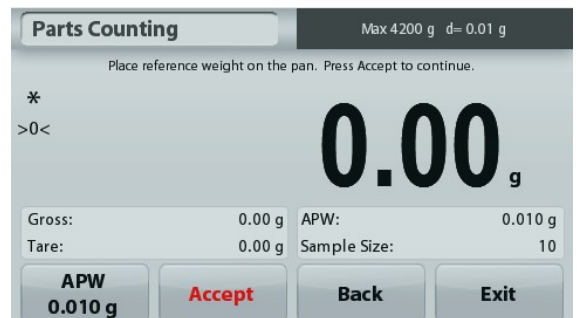 Parts Counting
Max 4200 g d= 0.01 g
Place reference weight on the pan. Press Accept to continue.
*
>0<
0.00 g
Gross: 0.00 g APW: 0.010 g
Tare: 0.00 g Sample Size: 10
APW
0.010 g
Accept
Back
Exit